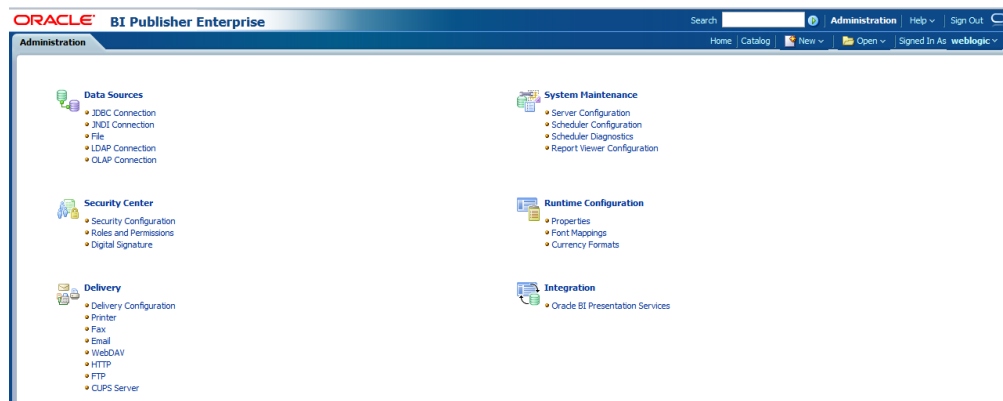 ORACLE BI Publisher Enterprise
Search Administration Help Sign Out
Administration
Home Catalog New Open Signed In As weblogic
Data Sources
JDBC Connection
JNDI Connection
File
LDAP Connection
OLAP Connection
System Maintenance
Server Configuration
Scheduler Configuration
Scheduler Diagnostics
Report Viewer Configuration
Security Center
Security Configuration
Roles and Permissions
Digital Signature
Runtime Configuration
Properties
Font Mappings
Currency Formats
Delivery
Delivery Configuration
Printer
Fax
Email
WebDAV
HTTP
FTP
CUPS Server
Integration
Oracle BI Presentation Services